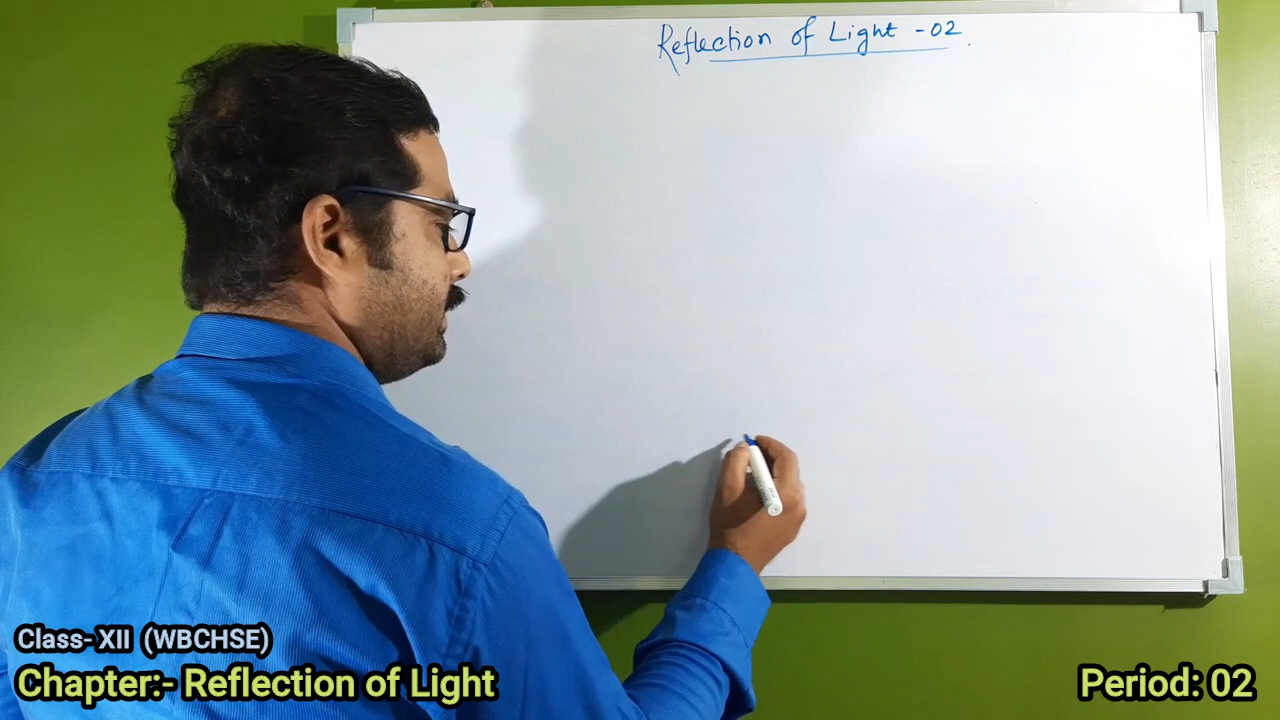 Reflection of Light - 02.
Class- XII (WBCHSE)
Chapter:- Reflection of Light
Period: 02